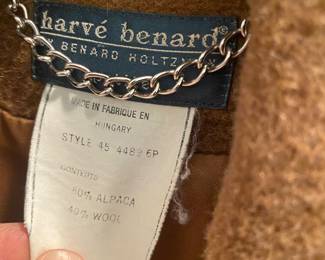 harvé benard®
BY BENARD HOLTZMAN
MADE IN FABRIQUE EN
HUNGARY
STYLE 45 4489 6P
CONTENTS
60% ALPACA
40% WOOL